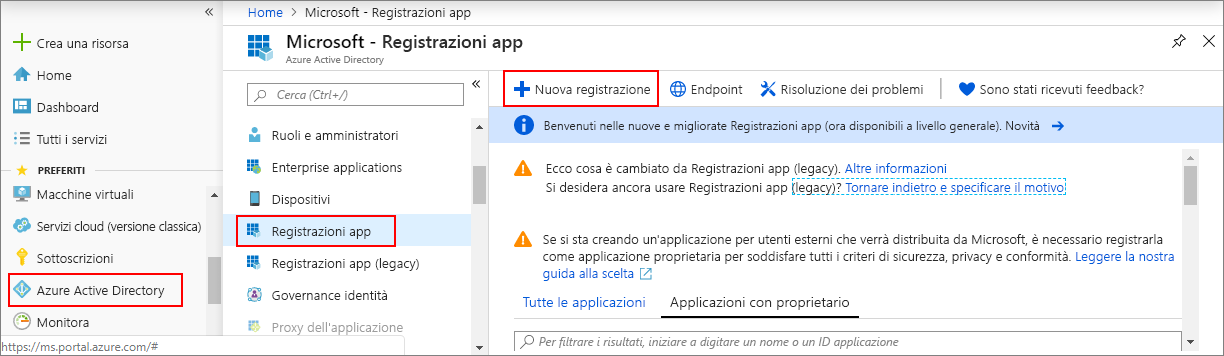 «
Crea una risorsa
Home
Dashboard
Tutti i servizi
PREFERITI
Macchine virtuali
Servizi cloud (versione classica)
Sottoscrizioni
Azure Active Directory
Monitora
https://ms.portal.azure.com/#
Home > Microsoft - Registrazioni app
Microsoft - Registrazioni app
Azure Active Directory
Cerca (Ctrl+/)
«
Ruoli e amministratori
Enterprise applications
Dispositivi
Registrazioni app
Registrazioni app (legacy)
Governance identità
Proxy dell'applicazione
Nuova registrazione Endpoint Risoluzione dei problemi Sono stati ricevuti feedback?
Benvenuti nelle nuove e migliorate Registrazioni app (ora disponibili a livello generale). Novità →
Ecco cosa è cambiato da Registrazioni app (legacy). Altre informazioni
Si desidera ancora usare Registrazioni app (legacy)? Tornare indietro e specificare il motivo
Se si sta creando un'applicazione per utenti esterni che verrà distribuita da Microsoft, è necessario registrarla
come applicazione proprietaria per soddisfare tutti i criteri di sicurezza, privacy e conformità. Leggere la nostra
guida alla scelta
Tutte le applicazioni Applicazioni con proprietario
Per filtrare i risultati, iniziare a digitare un nome o un ID applicazione